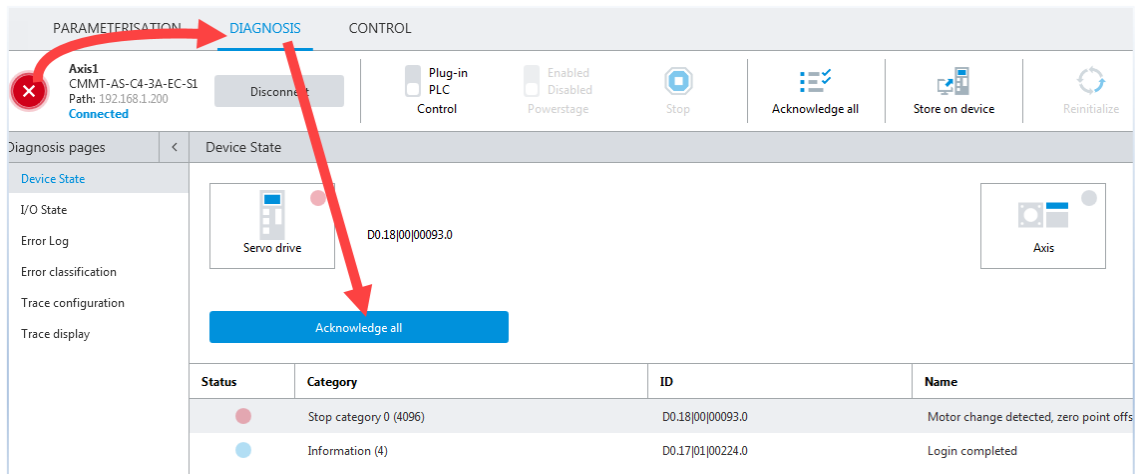 PARAMETERISATION DIAGNOSIS CONTROL
Axis1
CMMT-AS-C4-3A-EC-S1
Path: 192.168.1.200
Connected
Disconnect
Plug-in
PLC
Control
Enabled
Disabled
Powerstage
Stop
Acknowledge all
Store on device
Reinitialize
Diagnosis pages
<
Device State
Device State
I/O State
Error Log
Error classification
Trace configuration
Trace display
Servo drive
D0.18|00|00093.0
Axis
Acknowledge all
Status Category ID Name
Stop category 0 (4096) D0.18|00|00093.0 Motor change detected, zero point offs
Information (4) D0.17|01|00224.0 Login completed